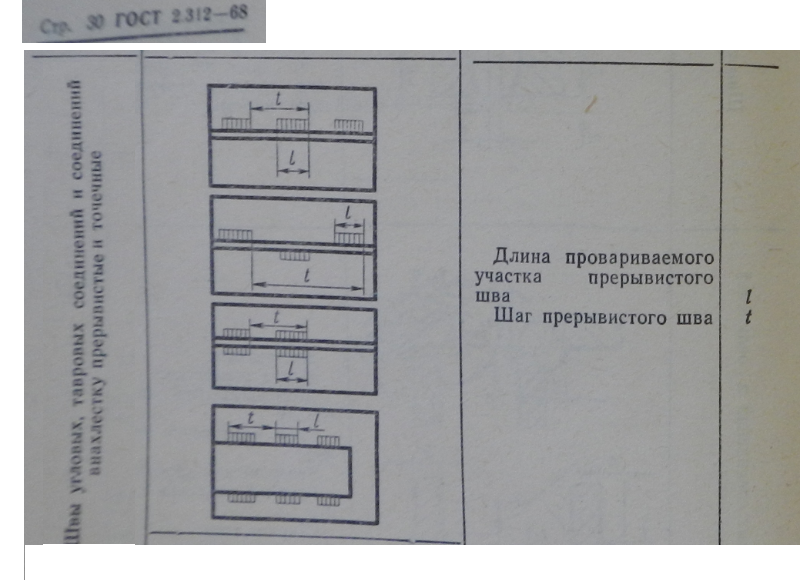 Стр. 30 ГОСТ 2.312—68
Швы угловых, тавровых соединений и соединений
внахлестку прерывистые и точечные
t
l
l
t
t
l
t l
Длина провариваемого
участка прерывистого
шва l
Шаг прерывистого шва t